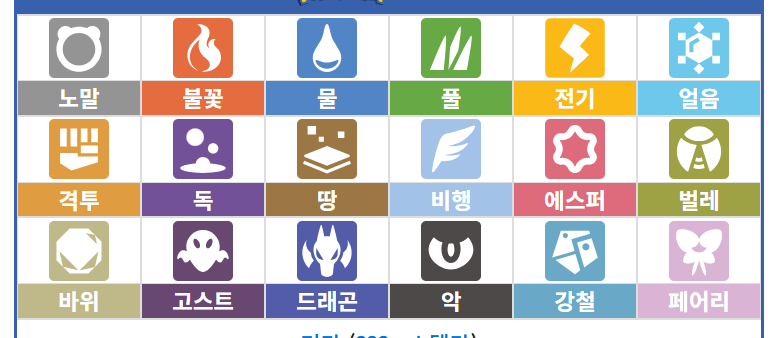 노말 불꽃 물 풀 전기 얼음
격투 독 땅 비행 에스퍼 벌레
바위 고스트 드래곤 악 강철 페어리